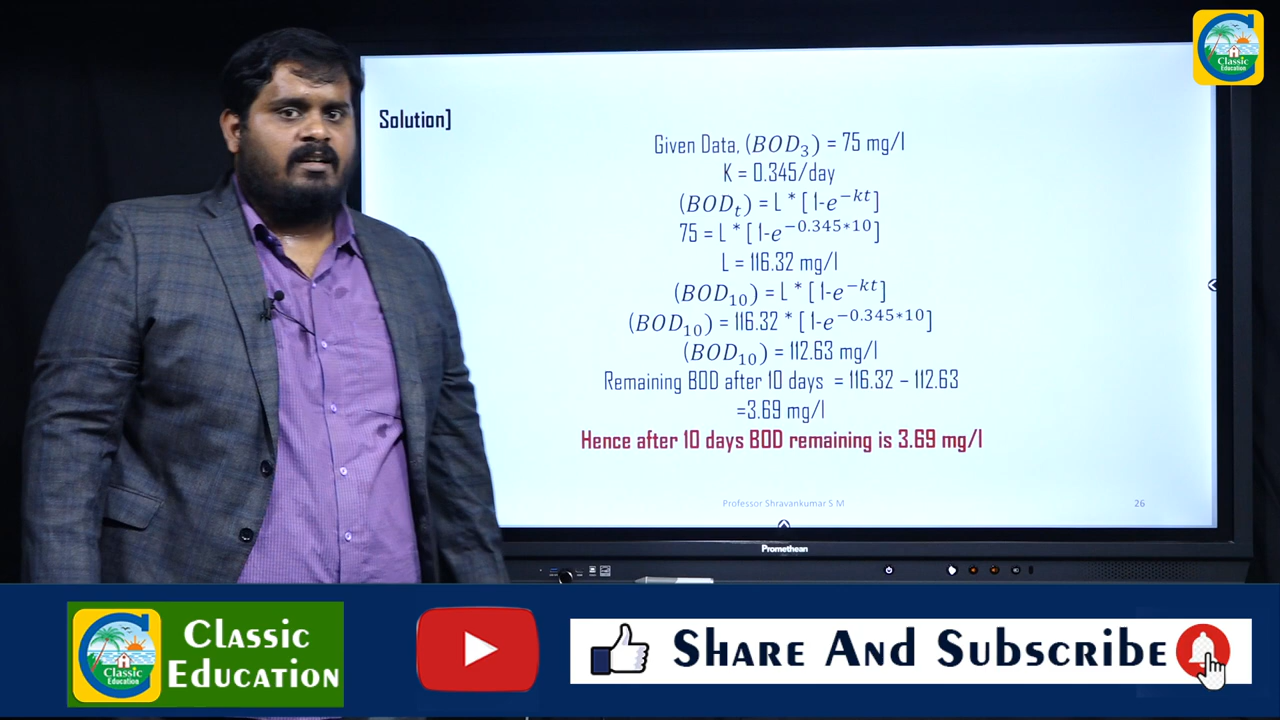 Classic
Education
Solution]
Given Data, (BOD₃) = 75 mg/l
K = 0.345/day
(BODₜ) = L * [1-e⁻ᵏᵗ]
75 = L * [1-e^{-0.345*10}]
L = 116.32 mg/l
(BOD₁₀) = L * [1-e⁻ᵏᵗ]
(BOD₁₀) = 116.32 * [1-e^{-0.345*10}]
(BOD₁₀) = 112.63 mg/l
Remaining BOD after 10 days = 116.32 – 112.63
=3.69 mg/l
Hence after 10 days BOD remaining is 3.69 mg/l
Professor Shravankumar S M 26
Promethean
Classic
Education
Classic
Education
Share And Subscribe